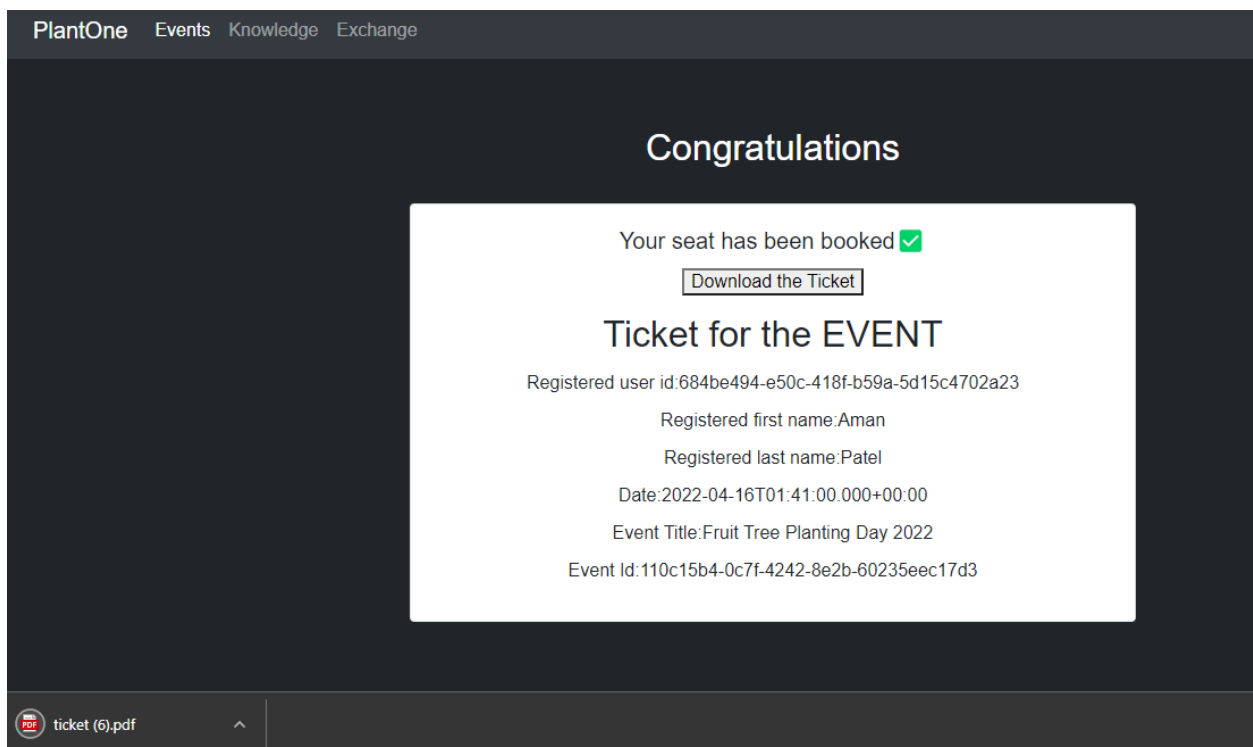 PlantOne Events Knowledge Exchange
Congratulations
Your seat has been booked
Download the Ticket
Ticket for the EVENT
Registered user id:684be494-e50c-418f-b59a-5d15c4702a23
Registered first name:Aman
Registered last name:Patel
Date:2022-04-16T01:41:00.000+00:00
Event Title:Fruit Tree Planting Day 2022
Event Id:110c15b4-0c7f-4242-8e2b-60235eec17d3
PDF ticket (6).pdf